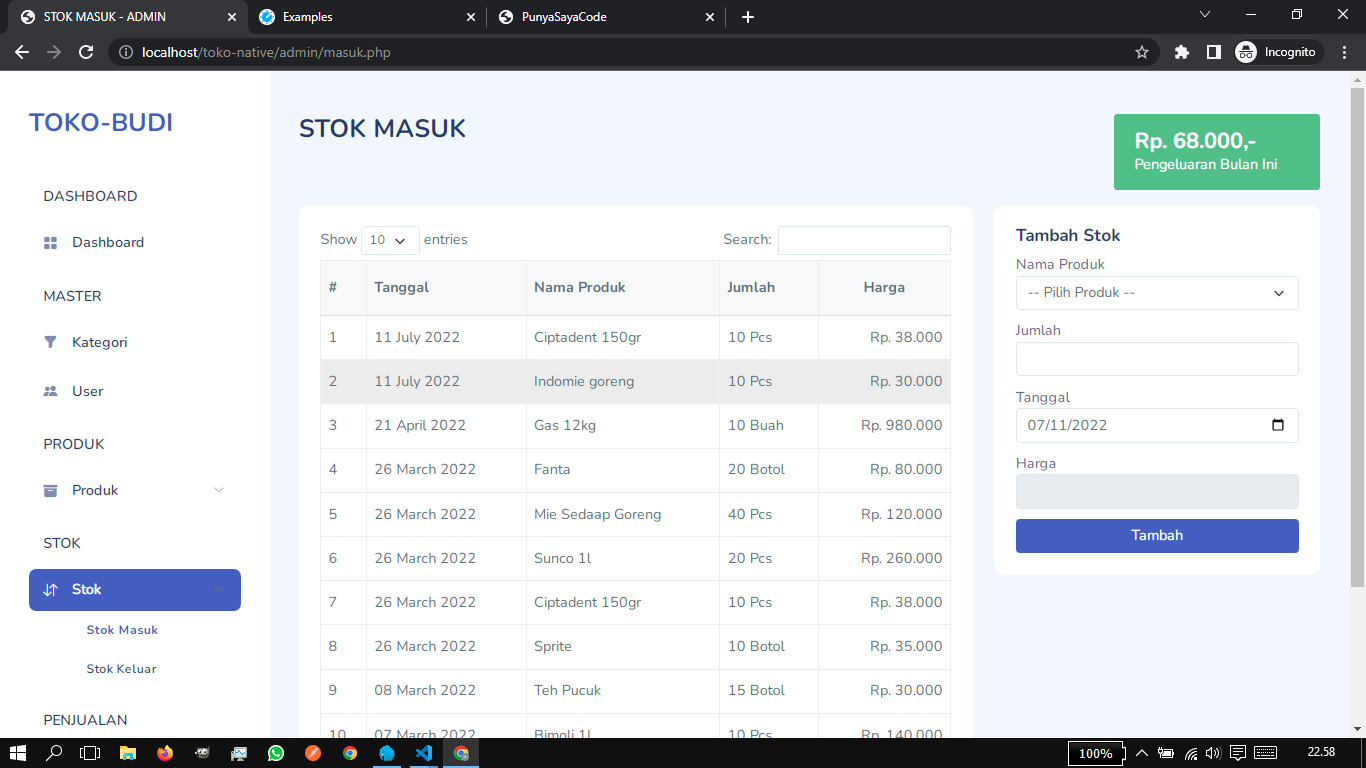 STOK MASUK - ADMIN
Examples
PunyaSayaCode
localhost/toko-native/admin/masuk.php
Incognito
TOKO-BUDI
DASHBOARD
Dashboard
MASTER
Kategori
User
PRODUK
Produk
STOK
Stok
Stok Masuk
Stok Keluar
PENJUALAN
STOK MASUK
Rp. 68.000,-
Pengeluaran Bulan Ini
Show 10 entries
Search:
# Tanggal Nama Produk Jumlah Harga
1 11 July 2022 Ciptadent 150gr 10 Pcs Rp. 38.000
2 11 July 2022 Indomie goreng 10 Pcs Rp. 30.000
3 21 April 2022 Gas 12kg 10 Buah Rp. 980.000
4 26 March 2022 Fanta 20 Botol Rp. 80.000
5 26 March 2022 Mie Sedaap Goreng 40 Pcs Rp. 120.000
6 26 March 2022 Sunco 1l 20 Pcs Rp. 260.000
7 26 March 2022 Ciptadent 150gr 10 Pcs Rp. 38.000
8 26 March 2022 Sprite 10 Botol Rp. 35.000
9 08 March 2022 Teh Pucuk 15 Botol Rp. 30.000
10 07 March 2022 Bimoli 1l 10 Pcs Rp. 140.000
Tambah Stok
Nama Produk
-- Pilih Produk --
Jumlah
Tanggal
07/11/2022
Harga
Tambah
100%
22.58